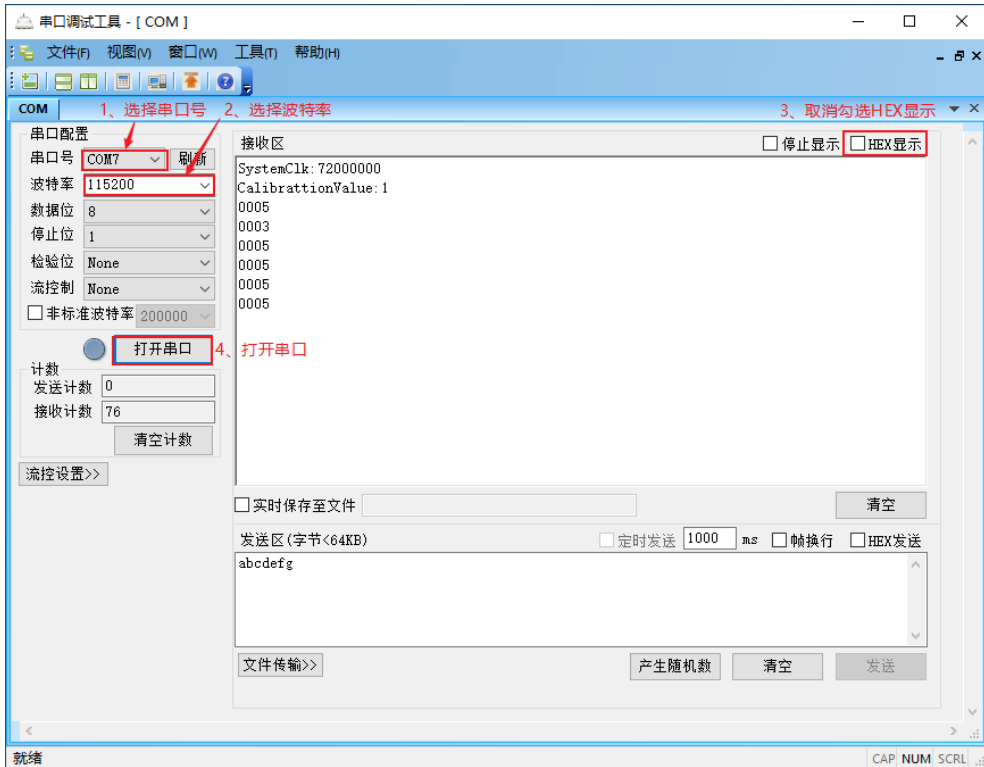 串口调试工具 - [ COM ]
文件(F) 视图(V) 窗口(W) 工具(T) 帮助(H)
COM
1、选择串口号 2、选择波特率
3、取消勾选HEX显示
串口配置
串口号 COM7 刷新
波特率 115200
数据位 8
停止位 1
检验位 None
流控制 None
非标准波特率 200000
打开串口
4、打开串口
计数
发送计数 0
接收计数 76
清空计数
流控设置>>
接收区 停止显示 HEX显示
SystemClk:72000000
CalibrattionValue:1
0005
0003
0005
0005
0005
0005
实时保存至文件 清空
发送区(字节<64KB) 定时发送 1000 ms 帧换行 HEX发送
abcdefg
文件传输>> 产生随机数 清空 发送
就绪 CAP NUM SCRL